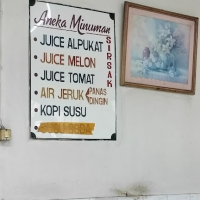 Aneka Minuman
• JUICE ALPUKAT
• JUICE MELON
• JUICE TOMAT
SIRSAK
• AIR JERUK PANAS
DINGIN
• KOPI SUSU